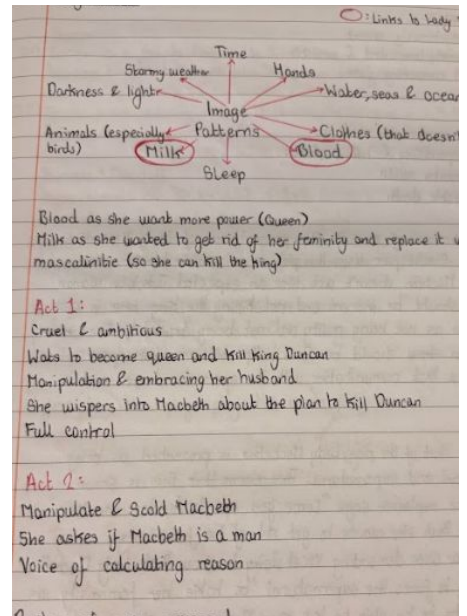 : Links to Lady
Time
Stormy weather
Hands
Darkness & light
Water, seas & ocean
Image
Patterns
Animals (especially
birds)
Clothes (that doesn't
Milk
Blood
Sleep
Blood as she want more power (Queen)
Milk as she wanted to get rid of her feminity and replace it w
mascalinitie (so she can kill the king)
Act 1:
Cruel & ambitious
Wats to become queen and kill king Duncan
Manipulation & embracing her husband
She wispers into Macbeth about the plan to kill Duncan
Full control
Act 2:
Manipulate & Scold Macbeth
She askes if Macbeth is a man
Voice of calculating reason